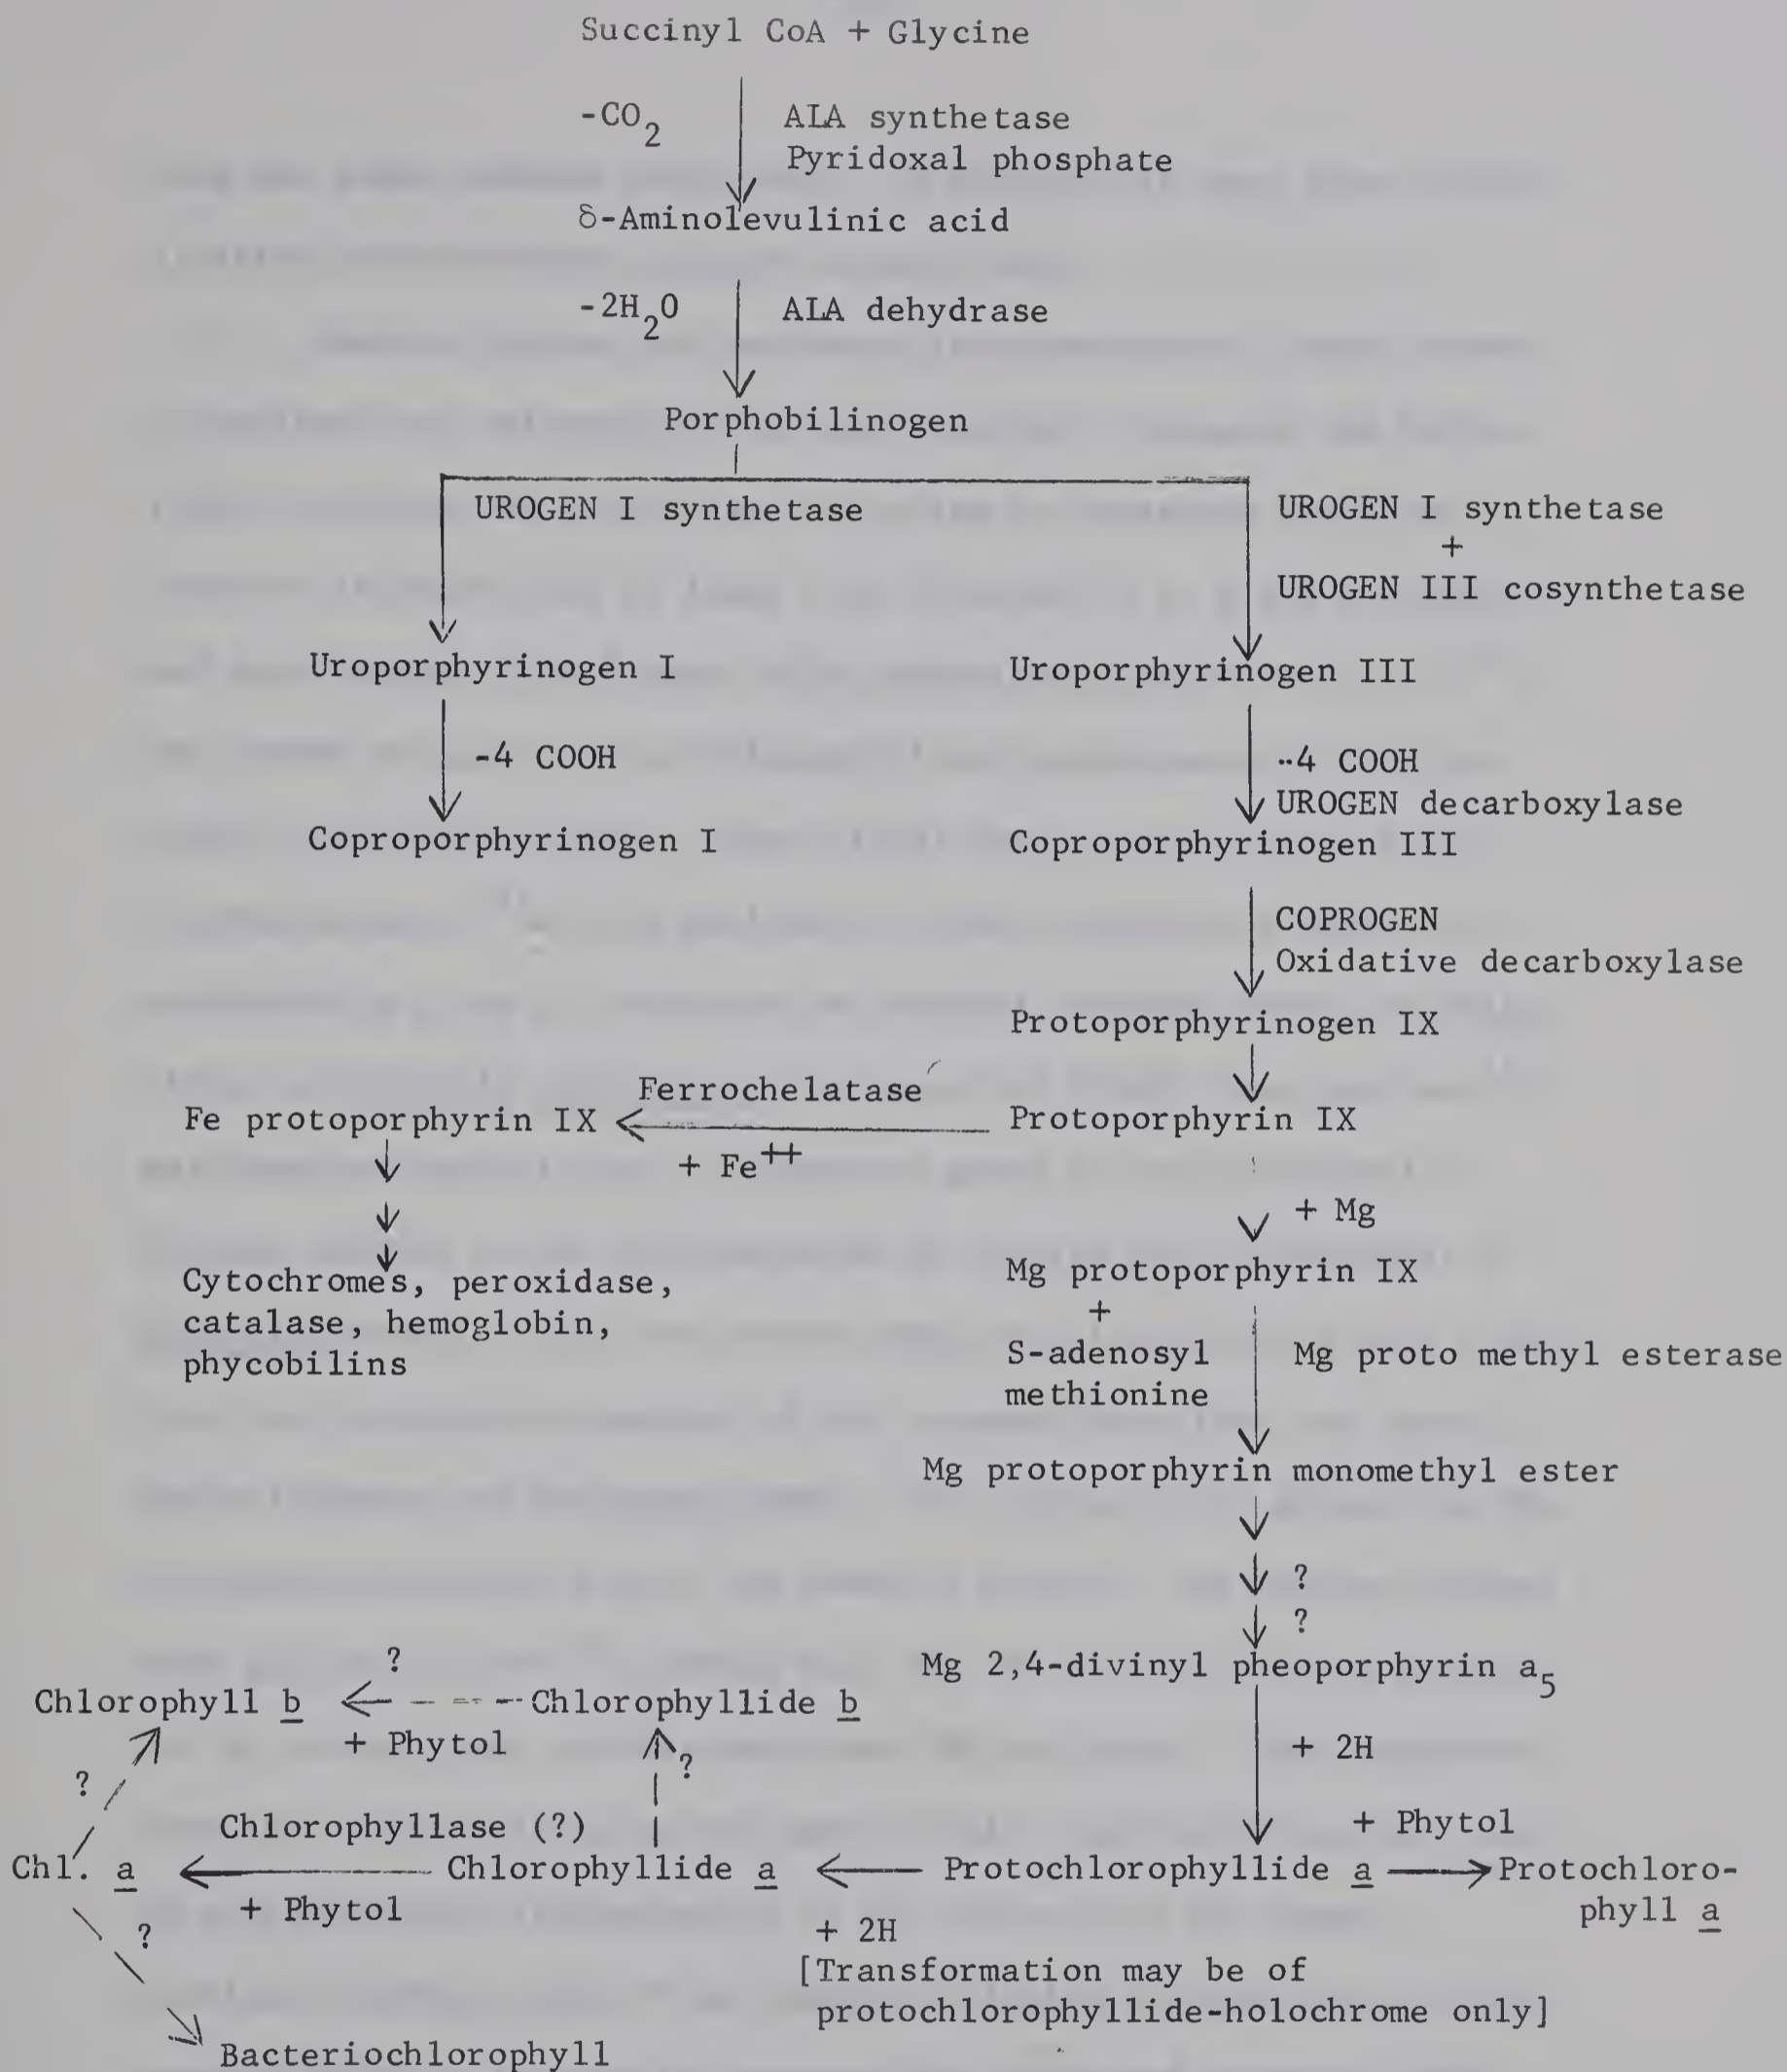 Succinyl CoA + Glycine
-CO2
ALA synthetase
Pyridoxal phosphate
δ-Aminolevulinic acid
-2H2O
ALA dehydrase
Porphobilinogen
UROGEN I synthetase
UROGEN I synthetase
+
UROGEN III cosynthetase
Uroporphyrinogen I
Uroporphyrinogen III
-4 COOH
-4 COOH
UROGEN decarboxylase
Coproporphyrinogen I
Coproporphyrinogen III
COPROGEN
Oxidative decarboxylase
Protoporphyrinogen IX
Ferrochelatase
Fe protoporphyrin IX
Protoporphyrin IX
+ Fe++
+ Mg
Cytochromes, peroxidase,
catalase, hemoglobin,
phycobilins
Mg protoporphyrin IX
+
S-adenosyl
methionine
Mg proto methyl esterase
Mg protoporphyrin monomethyl ester
?
?
Mg 2,4-divinyl pheoporphyrin a5
?
Chlorophyll b
Chlorophyllide b
+ Phytol
?
+ 2H
?
Chlorophyllase (?)
+ Phytol
Chl. a
Chlorophyllide a
Protochlorophyllide a
Protochloro-
phyll a
+ Phytol
?
+ 2H
[Transformation may be of
protochlorophyllide-holochrome only]
Bacteriochlorophyll